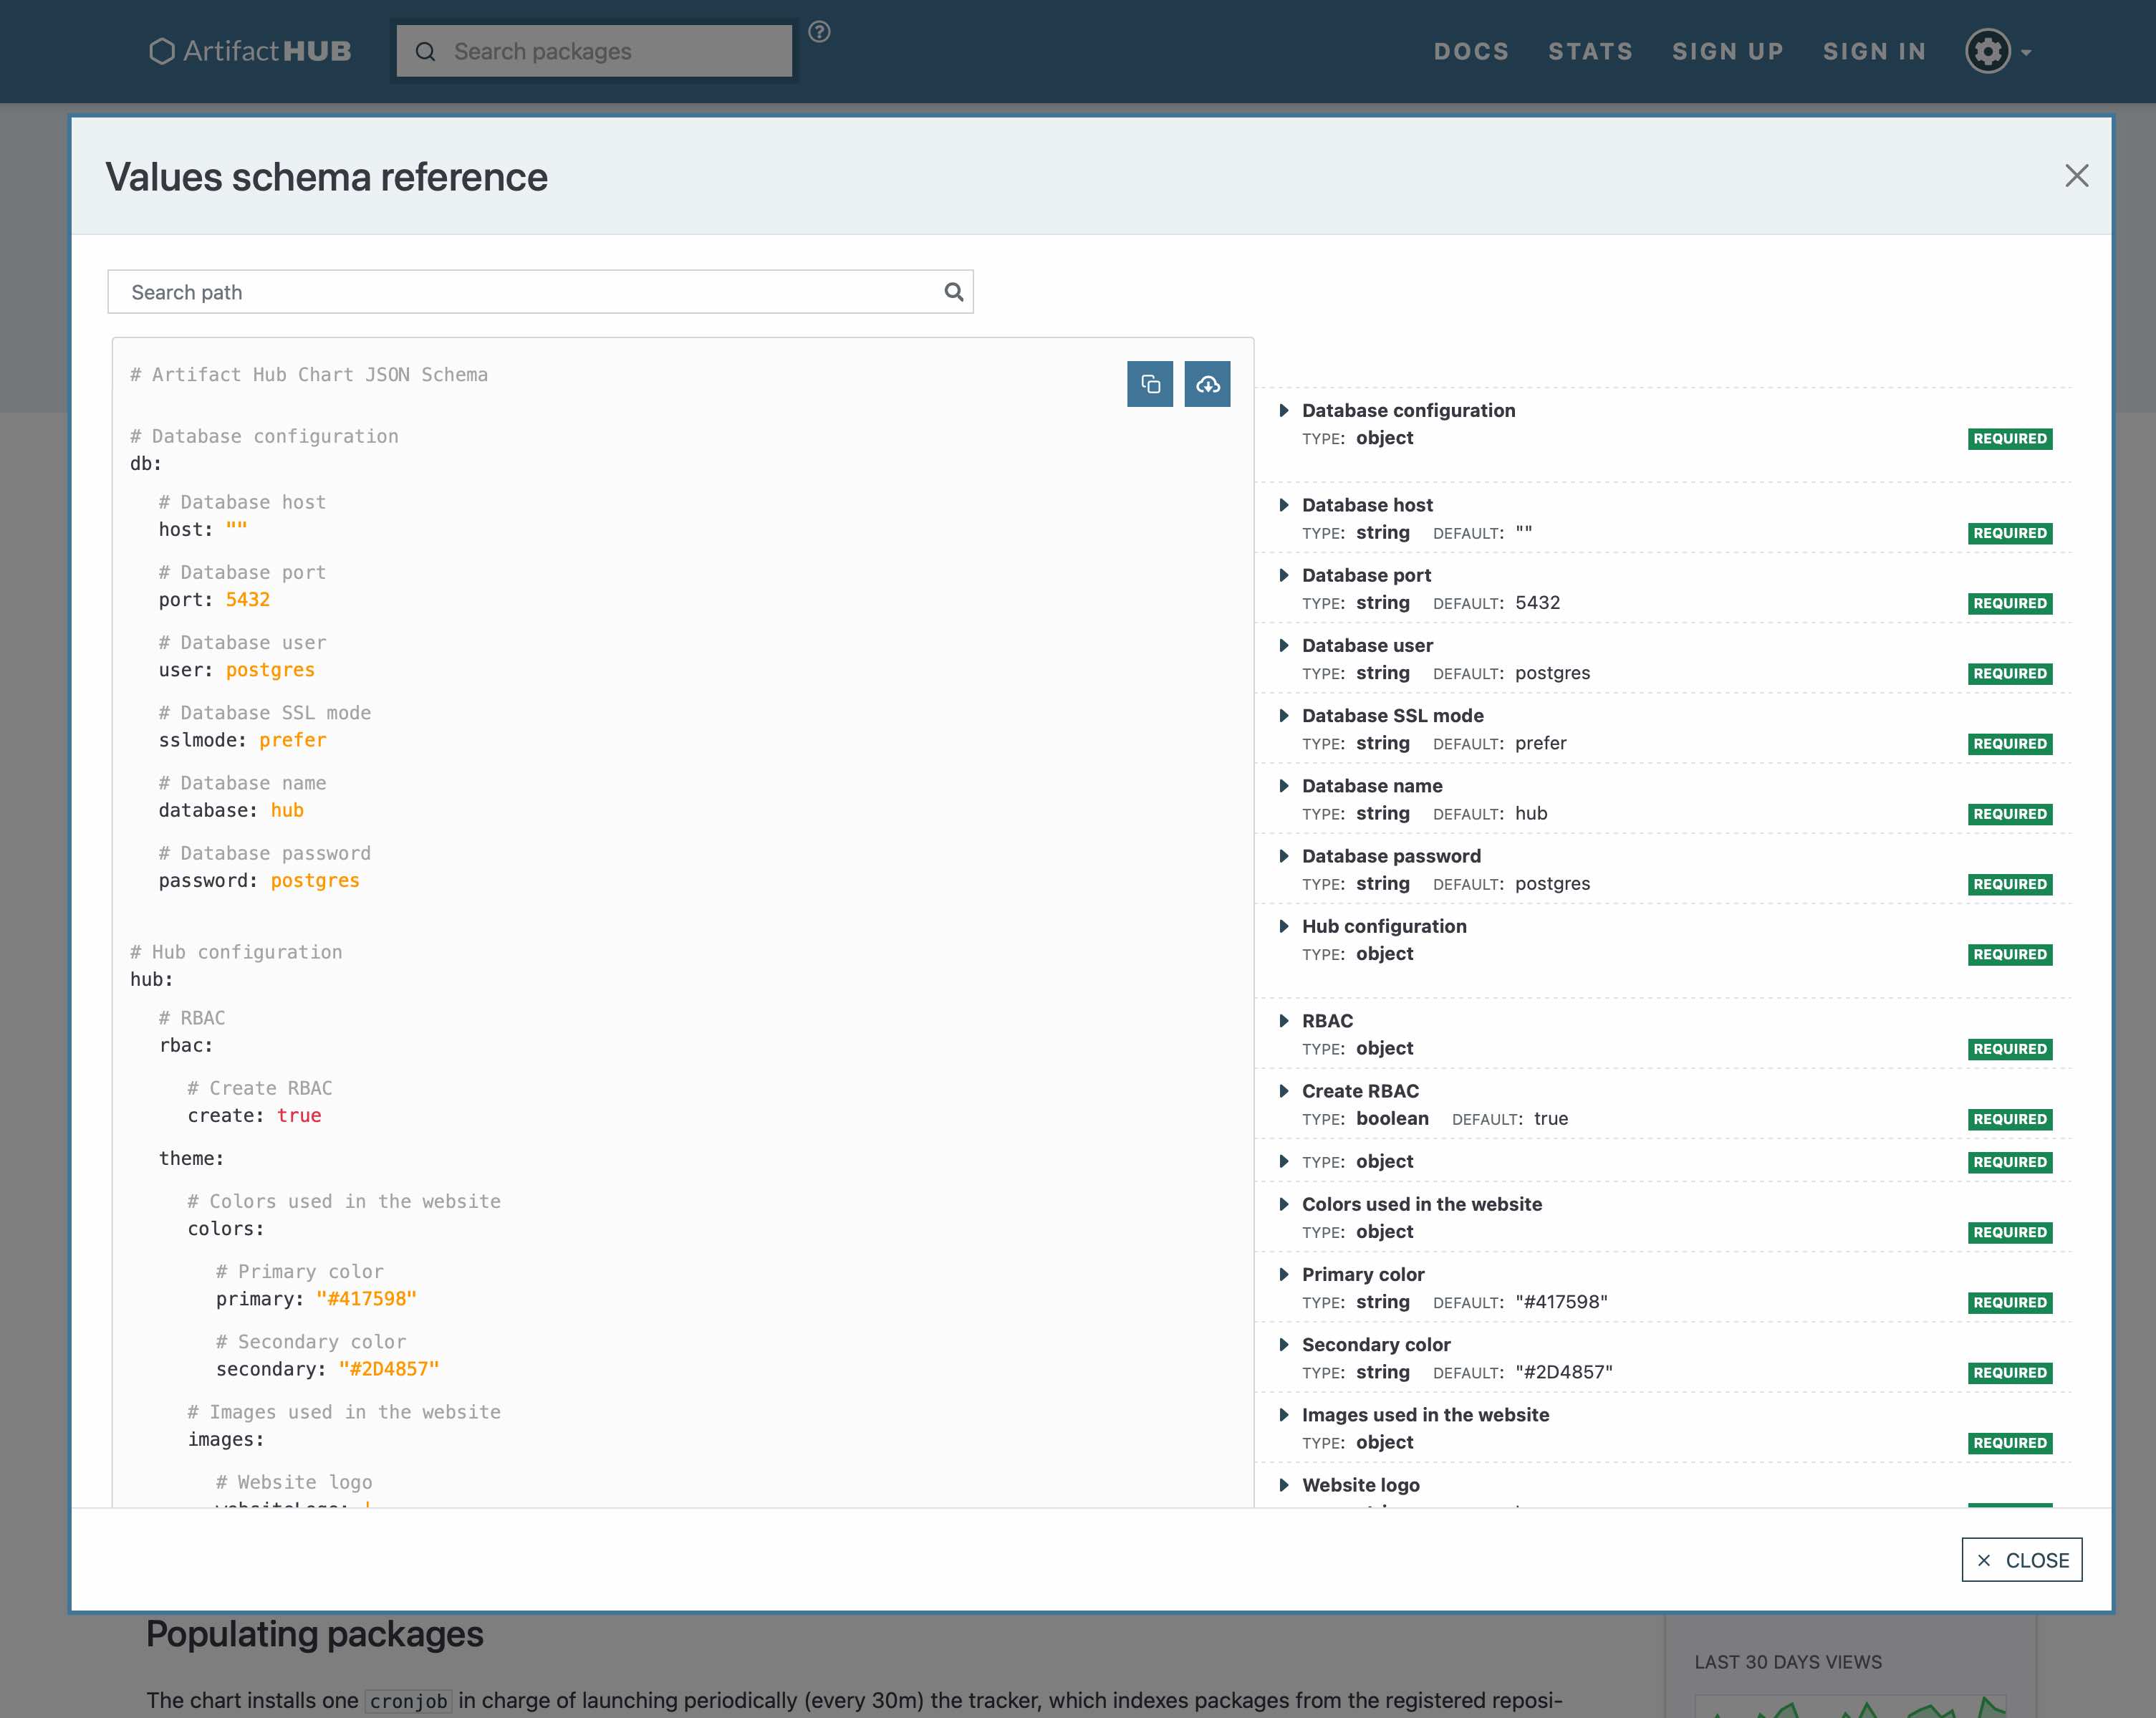 ArtifactHUB
Search packages
?
DOCS
STATS
SIGN UP
SIGN IN
Values schema reference
Search path
# Artifact Hub Chart JSON Schema
# Database configuration
db:
# Database host
host: ""
# Database port
port: 5432
# Database user
user: postgres
# Database SSL mode
sslmode: prefer
# Database name
database: hub
# Database password
password: postgres
# Hub configuration
hub:
# RBAC
rbac:
# Create RBAC
create: true
theme:
# Colors used in the website
colors:
# Primary color
primary: "#417598"
# Secondary color
secondary: "#2D4857"
# Images used in the website
images:
# Website logo
Database configuration
TYPE: object REQUIRED
Database host
TYPE: string DEFAULT: "" REQUIRED
Database port
TYPE: string DEFAULT: 5432 REQUIRED
Database user
TYPE: string DEFAULT: postgres REQUIRED
Database SSL mode
TYPE: string DEFAULT: prefer REQUIRED
Database name
TYPE: string DEFAULT: hub REQUIRED
Database password
TYPE: string DEFAULT: postgres REQUIRED
Hub configuration
TYPE: object REQUIRED
RBAC
TYPE: object REQUIRED
Create RBAC
TYPE: boolean DEFAULT: true REQUIRED
TYPE: object REQUIRED
Colors used in the website
TYPE: object REQUIRED
Primary color
TYPE: string DEFAULT: "#417598" REQUIRED
Secondary color
TYPE: string DEFAULT: "#2D4857" REQUIRED
Images used in the website
TYPE: object REQUIRED
Website logo
CLOSE
Populating packages
The chart installs one cronjob in charge of launching periodically (every 30m) the tracker, which indexes packages from the registered reposi-
LAST 30 DAYS VIEWS